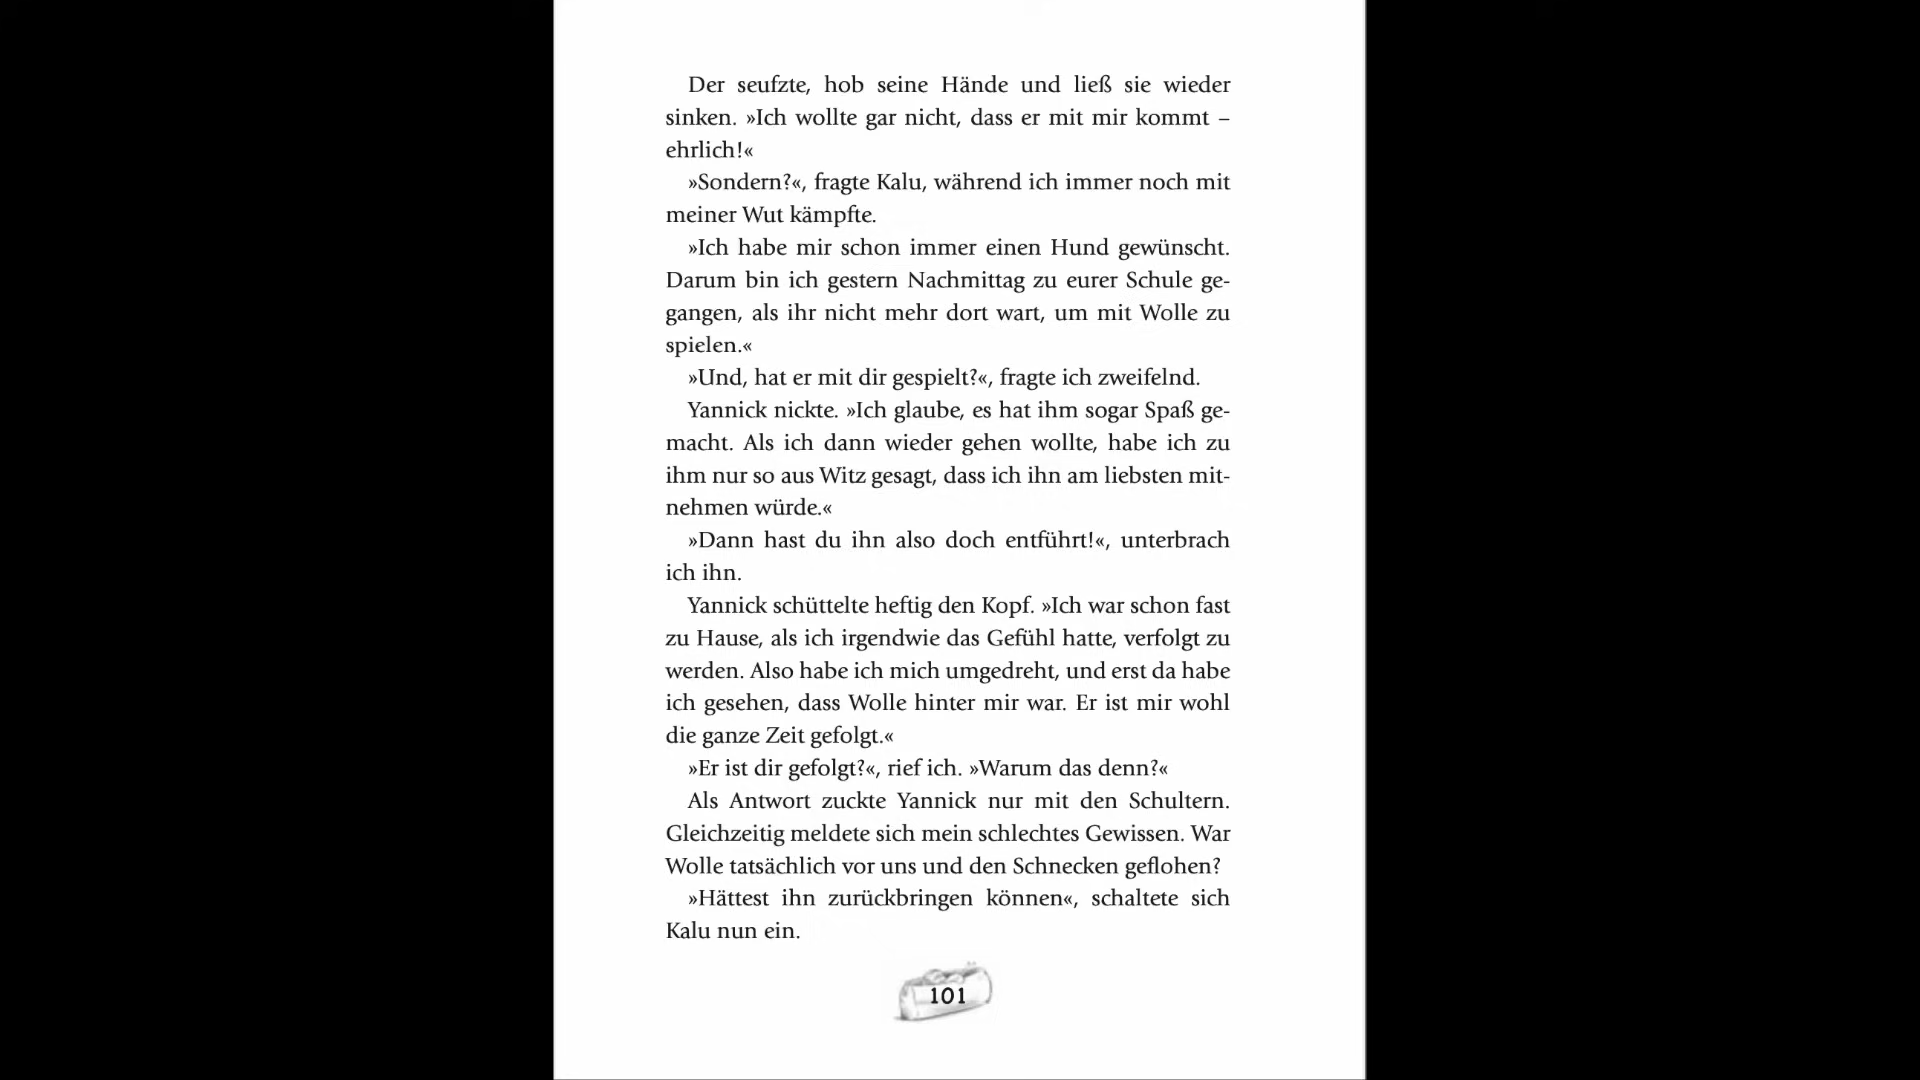 Der seufzte, hob seine Hände und ließ sie wieder
sinken. »Ich wollte gar nicht, dass er mit mir kommt –
ehrlich!«
»Sondern?«, fragte Kalu, während ich immer noch mit
meiner Wut kämpfte.
»Ich habe mir schon immer einen Hund gewünscht.
Darum bin ich gestern Nachmittag zu eurer Schule ge-
gangen, als ihr nicht mehr dort wart, um mit Wolle zu
spielen.«
»Und, hat er mit dir gespielt?«, fragte ich zweifelnd.
Yannick nickte. »Ich glaube, es hat ihm sogar Spaß ge-
macht. Als ich dann wieder gehen wollte, habe ich zu
ihm nur so aus Witz gesagt, dass ich ihn am liebsten mit-
nehmen würde.«
»Dann hast du ihn also doch entführt!«, unterbrach
ich ihn.
Yannick schüttelte heftig den Kopf. »Ich war schon fast
zu Hause, als ich irgendwie das Gefühl hatte, verfolgt zu
werden. Also habe ich mich umgedreht, und erst da habe
ich gesehen, dass Wolle hinter mir war. Er ist mir wohl
die ganze Zeit gefolgt.«
»Er ist dir gefolgt?«, rief ich. »Warum das denn?«
Als Antwort zuckte Yannick nur mit den Schultern.
Gleichzeitig meldete sich mein schlechtes Gewissen. War
Wolle tatsächlich vor uns und den Schnecken geflohen?
»Hättest ihn zurückbringen können«, schaltete sich
Kalu nun ein.
101